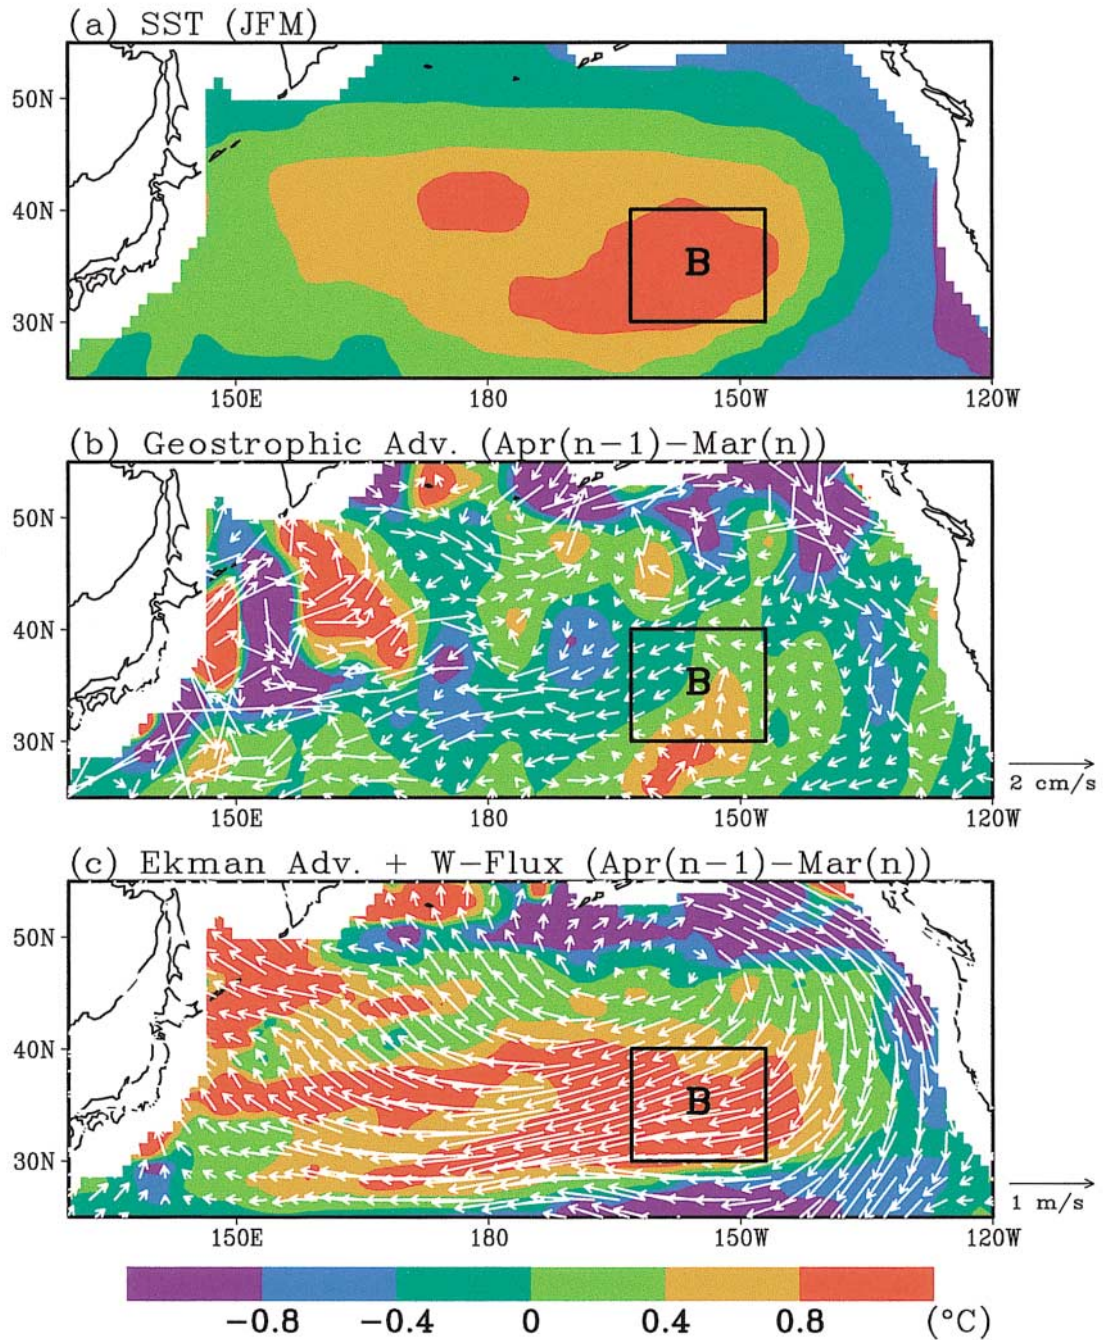 (a) SST (JFM)
50N
40N
30N
B
150E 180 150W 120W
(b) Geostrophic Adv. (Apr(n-1)-Mar(n))
50N
40N
30N
B
2 cm/s
150E 180 150W 120W
(c) Ekman Adv. + W-Flux (Apr(n-1)-Mar(n))
50N
40N
30N
B
1 m/s
150E 180 150W 120W
-0.8 -0.4 0 0.4 0.8 (°C)